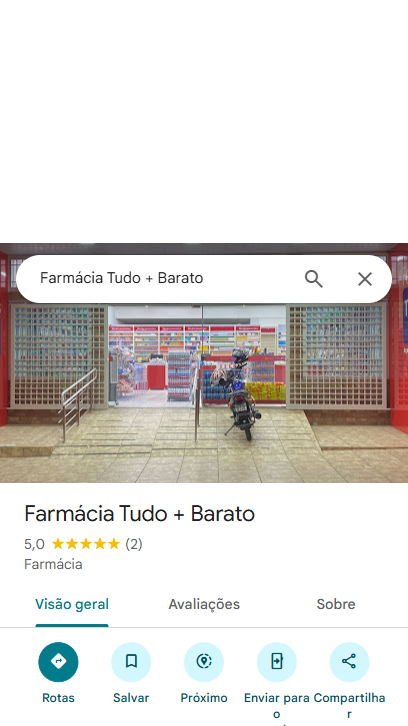 Farmácia Tudo + Barato
Farmácia Tudo + Barato
5,0 (2)
Farmácia
Visão geral Avaliações Sobre
Rotas Salvar Próximo Enviar para o Compartilhar